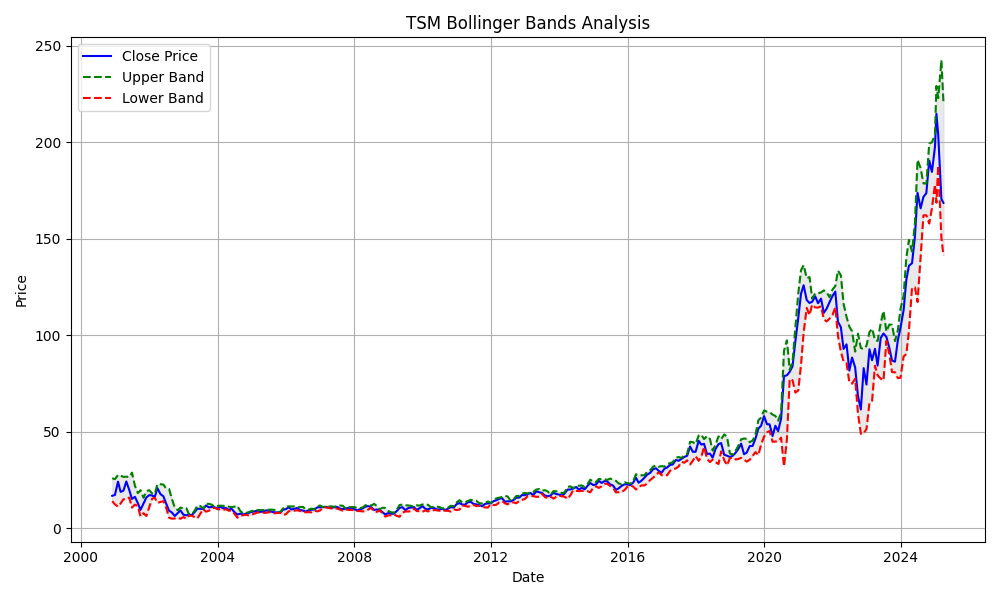 TSM Bollinger Bands Analysis
Close Price
Upper Band
Lower Band
250
200
150
100
50
0
Price
2000 2004 2008 2012 2016 2020 2024
Date